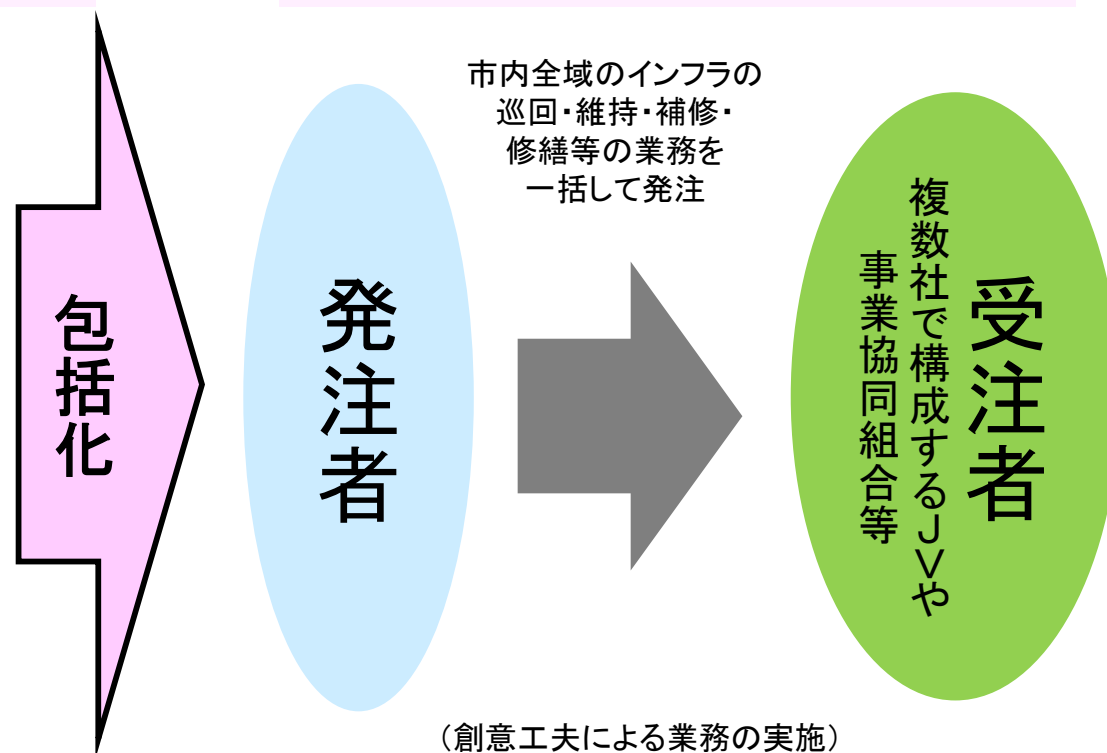 包括化
発注者
市内全域のインフラの
巡回・維持・補修・
修繕等の業務を
一括して発注
受注者
複数社で構成するＪＶや
事業協同組合等
（創意工夫による業務の実施）